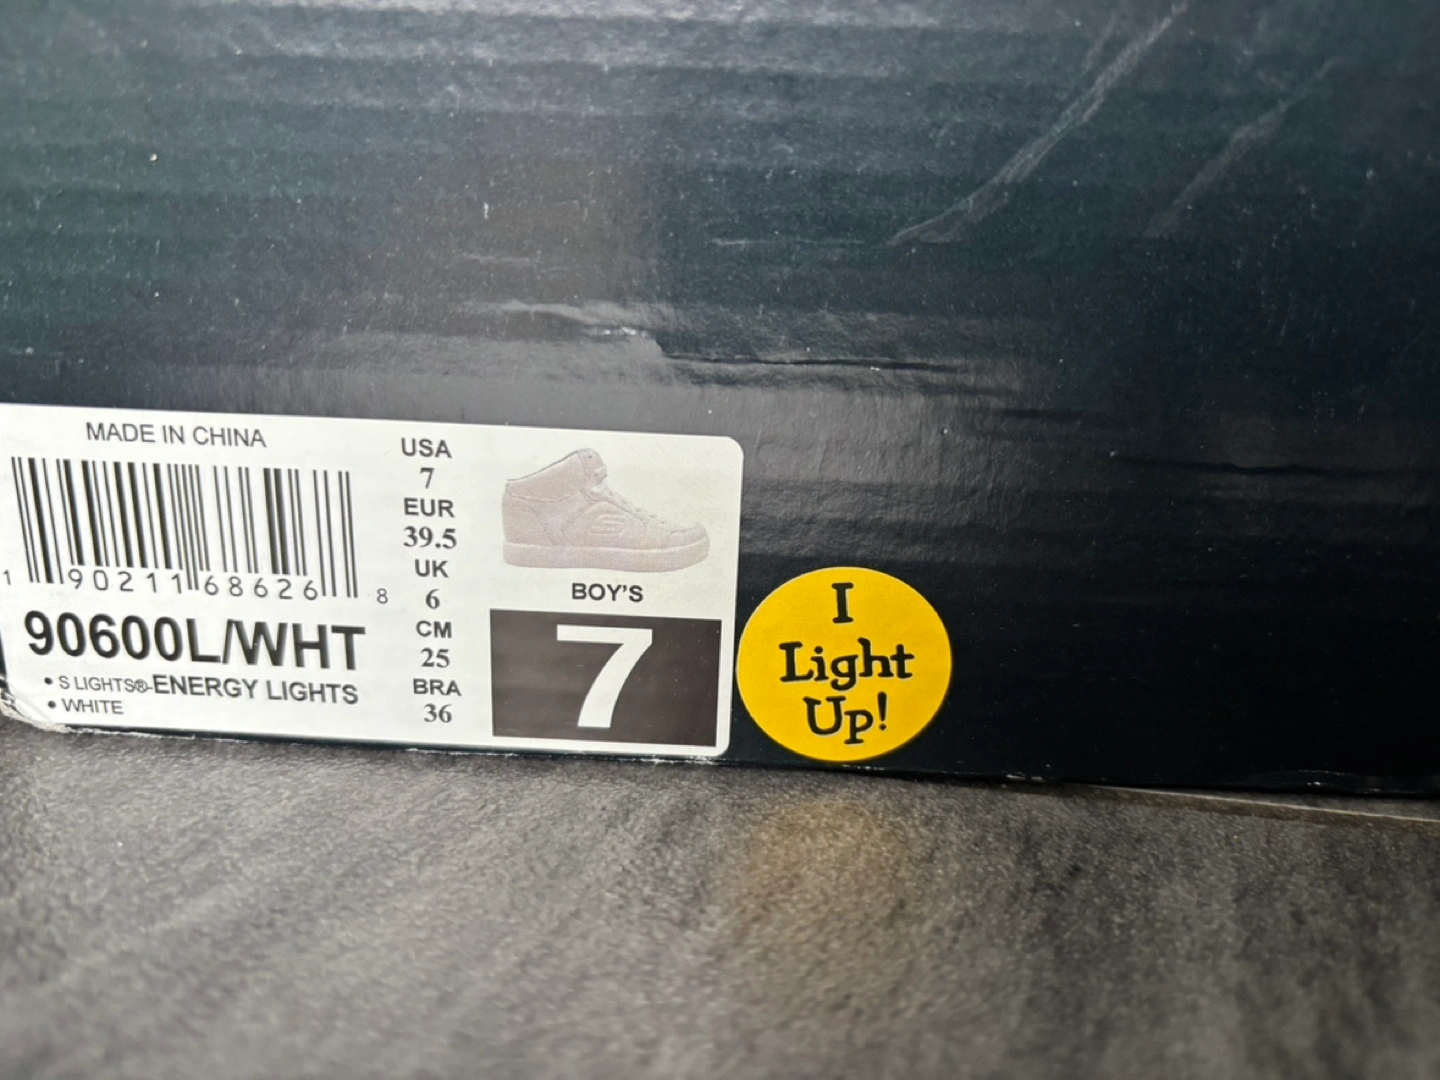 MADE IN CHINA
1 90211 68626 8
90600L/WHT
• S LIGHTS®-ENERGY LIGHTS
• WHITE
USA
7
EUR
39.5
UK
6
CM
25
BRA
36
S
BOY'S
7
I
Light
Up!